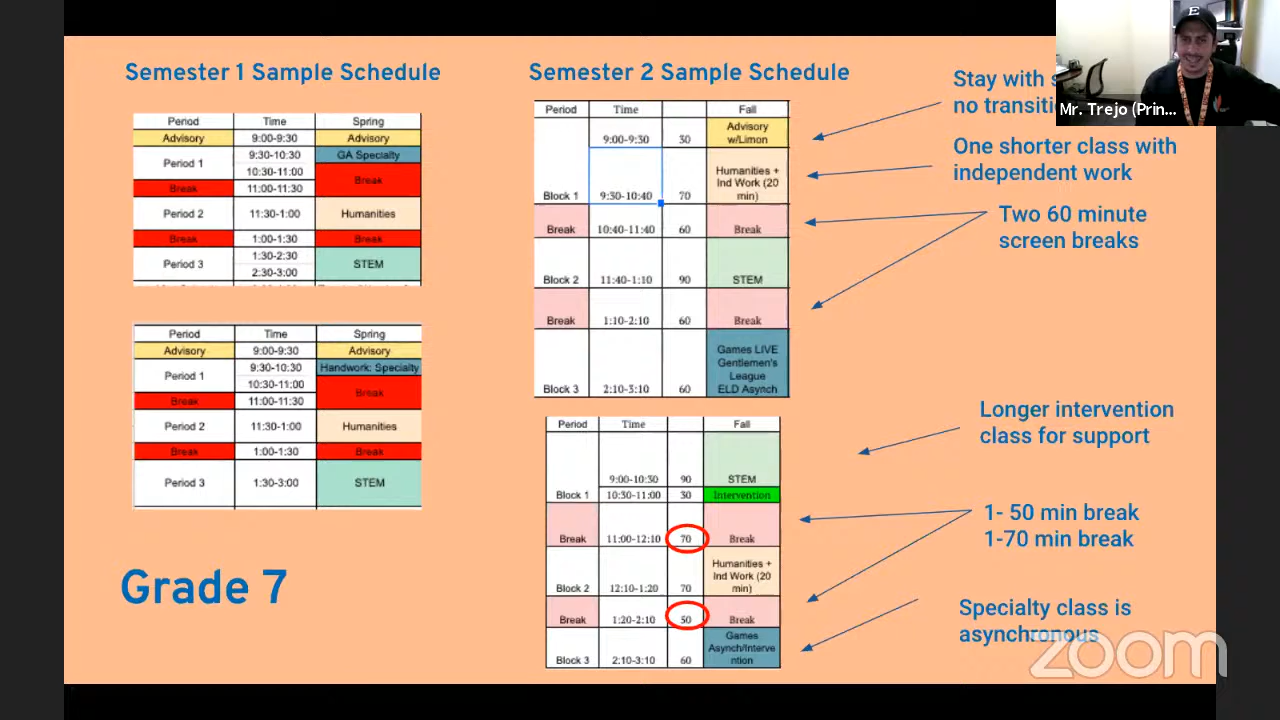 Semester 1 Sample Schedule
Period Time Spring
Advisory 9:00-9:30 Advisory
Period 1 9:30-10:30 GA Specialty
10:30-11:00 Break
Break 11:00-11:30
Period 2 11:30-1:00 Humanities
Break 1:00-1:30 Break
Period 3 1:30-2:30 STEM
2:30-3:00
Period Time Spring
Advisory 9:00-9:30 Advisory
Period 1 9:30-10:30 Handwork: Specialty
10:30-11:00 Break
Break 11:00-11:30
Period 2 11:30-1:00 Humanities
Break 1:00-1:30 Break
Period 3 1:30-3:00 STEM
Grade 7
Semester 2 Sample Schedule
Period Time Fall
9:00-9:30 30 Advisory
w/Limon
Humanities +
Ind Work (20
Block 1 9:30-10:40 70 min)
Break 10:40-11:40 60 Break
Block 2 11:40-1:10 90 STEM
Break 1:10-2:10 60 Break
Games LIVE
Gentlemen's
League
Block 3 2:10-3:10 60 ELD Asynch
Period Time Fall
9:00-10:30 90 STEM
Block 1 10:30-11:00 30 Intervention
Break 11:00-12:10 70 Break
Humanities +
Ind Work (20
Block 2 12:10-1:20 70 min)
Break 1:20-2:10 50 Break
Games
Asynch/Interve
Block 3 2:10-3:10 60 ntion
Stay with
no
One shorter class with
independent work
Two 60 minute
screen breaks
Longer intervention
class for support
1- 50 min break
1-70 min break
Specialty class is
asynchronous
E
Mr. Trejo (Prin...
zoom